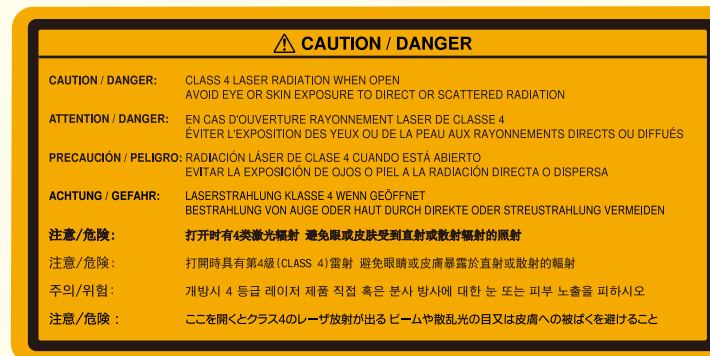 ⚠ CAUTION / DANGER
CAUTION / DANGER: CLASS 4 LASER RADIATION WHEN OPEN
AVOID EYE OR SKIN EXPOSURE TO DIRECT OR SCATTERED RADIATION
ATTENTION / DANGER: EN CAS D'OUVERTURE RAYONNEMENT LASER DE CLASSE 4
ÉVITER L'EXPOSITION DES YEUX OU DE LA PEAU AUX RAYONNEMENTS DIRECTS OU DIFFUÉS
PRECAUCIÓN / PELIGRO: RADIACIÓN LÁSER DE CLASE 4 CUANDO ESTÁ ABIERTO
EVITAR LA EXPOSICIÓN DE OJOS O PIEL A LA RADIACIÓN DIRECTA O DISPERSA
ACHTUNG / GEFAHR: LASERSTRAHLUNG KLASSE 4 WENN GEÖFFNET
BESTRAHLUNG VON AUGE ODER HAUT DURCH DIREKTE ODER STREUSTRAHLUNG VERMEIDEN
注意/危险: 打开时有4类激光辐射 避免眼或皮肤受到直射或散射辐射的照射
注意/危険: 打開時具有第4級(CLASS 4)雷射 避免眼睛或皮膚暴露於直射或散射的輻射
주의/위험: 개방시 4 등급 레이저 제품 직접 혹은 분사 방사에 대한 눈 또는 피부 노출을 피하시오
注意/危険 : ここを開くとクラス4のレーザ放射が出る ビームや散乱光の目又は皮膚への被ばくを避けること